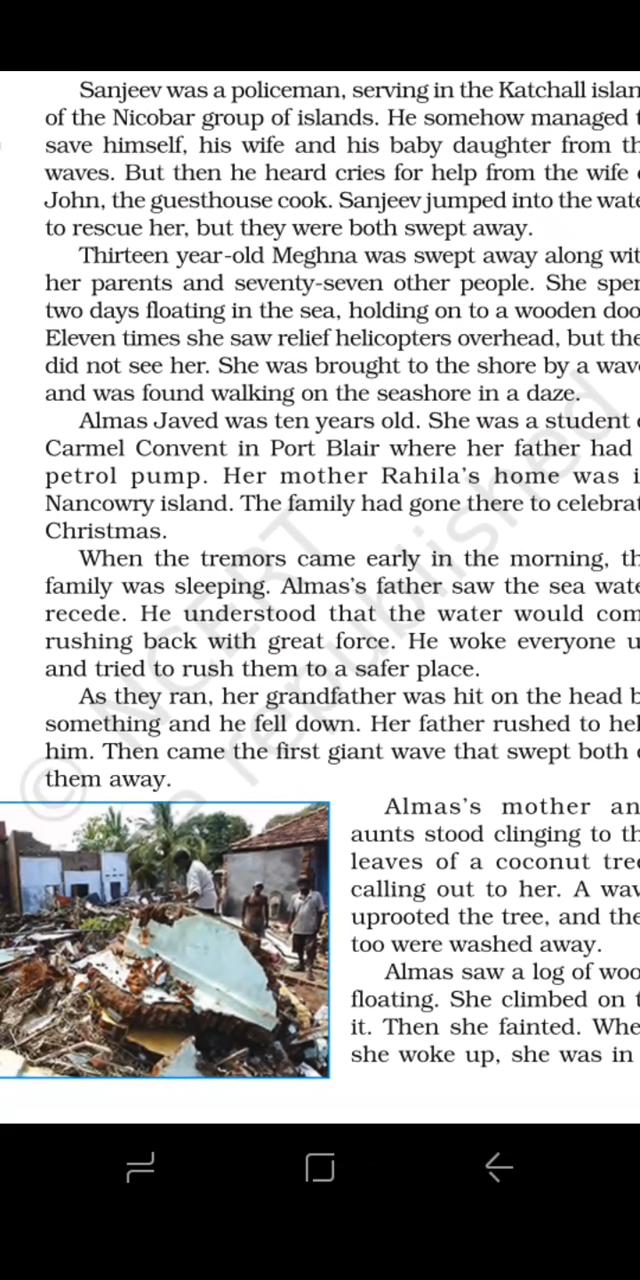 Sanjeev was a policeman, serving in the Katchall islan
of the Nicobar group of islands. He somehow managed t
save himself, his wife and his baby daughter from th
waves. But then he heard cries for help from the wife o
John, the guesthouse cook. Sanjeev jumped into the wate
to rescue her, but they were both swept away.
Thirteen year-old Meghna was swept away along wit
her parents and seventy-seven other people. She spen
two days floating in the sea, holding on to a wooden doo
Eleven times she saw relief helicopters overhead, but the
did not see her. She was brought to the shore by a wave
and was found walking on the seashore in a daze.
Almas Javed was ten years old. She was a student o
Carmel Convent in Port Blair where her father had
petrol pump. Her mother Rahila's home was i
Nancowry island. The family had gone there to celebrat
Christmas.
When the tremors came early in the morning, th
family was sleeping. Almas's father saw the sea wate
recede. He understood that the water would com
rushing back with great force. He woke everyone u
and tried to rush them to a safer place.
As they ran, her grandfather was hit on the head b
something and he fell down. Her father rushed to hel
him. Then came the first giant wave that swept both o
them away.
Almas's mother an
aunts stood clinging to th
leaves of a coconut tree
calling out to her. A wav
uprooted the tree, and the
too were washed away.
Almas saw a log of woo
floating. She climbed on t
it. Then she fainted. Whe
she woke up, she was in
© NCERT
republished